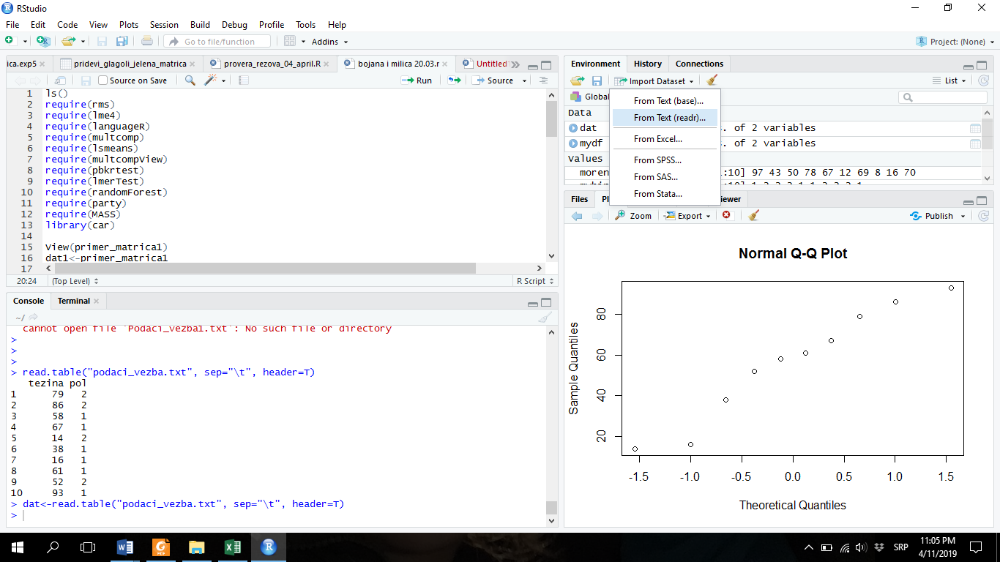 RStudio
File Edit Code View Plots Session Build Debug Profile Tools Help
Go to file/function Addins Project: (None)
ica.exp5 pridevi_glagoli_jelena_matrica provera_rezova_04_april.R bojana i milica 20.03.r Untitled
Source on Save Run Source
1 ls()
2 require(rms)
3 require(lme4)
4 require(languageR)
5 require(multcomp)
6 require(lsmeans)
7 require(multcompView)
8 require(pbkrtest)
9 require(lmerTest)
10 require(randomForest)
11 require(party)
12 require(MASS)
13 library(car)
14
15 View(primer_matrica1)
16 dat1<-primer_matrica1
17
20:24 (Top Level) R Script
Console Terminal
~/
cannot open file 'Podaci_vezba1.txt': No such file or directory
>
>
>
> read.table("podaci_vezba.txt", sep="\t", header=T)
tezina pol
1 79 2
2 86 2
3 58 1
4 67 1
5 14 2
6 38 1
7 16 1
8 61 1
9 52 2
10 93 1
> dat<-read.table("podaci_vezba.txt", sep="\t", header=T)
>
Environment History Connections
Import Dataset List
Global
From Text (base)...
From Text (readr)...
From Excel...
From SPSS...
From SAS...
From Stata...
Data
dat . of 2 variables
mydf . of 2 variables
Values
moren :10] 97 43 50 78 67 12 69 8 16 70
Files Pl iewer
Zoom Export Publish
Normal Q-Q Plot
Sample Quantiles
80
60
40
20
-1.5 -1.0 -0.5 0.0 0.5 1.0 1.5
Theoretical Quantiles
SRP 11:05 PM
4/11/2019